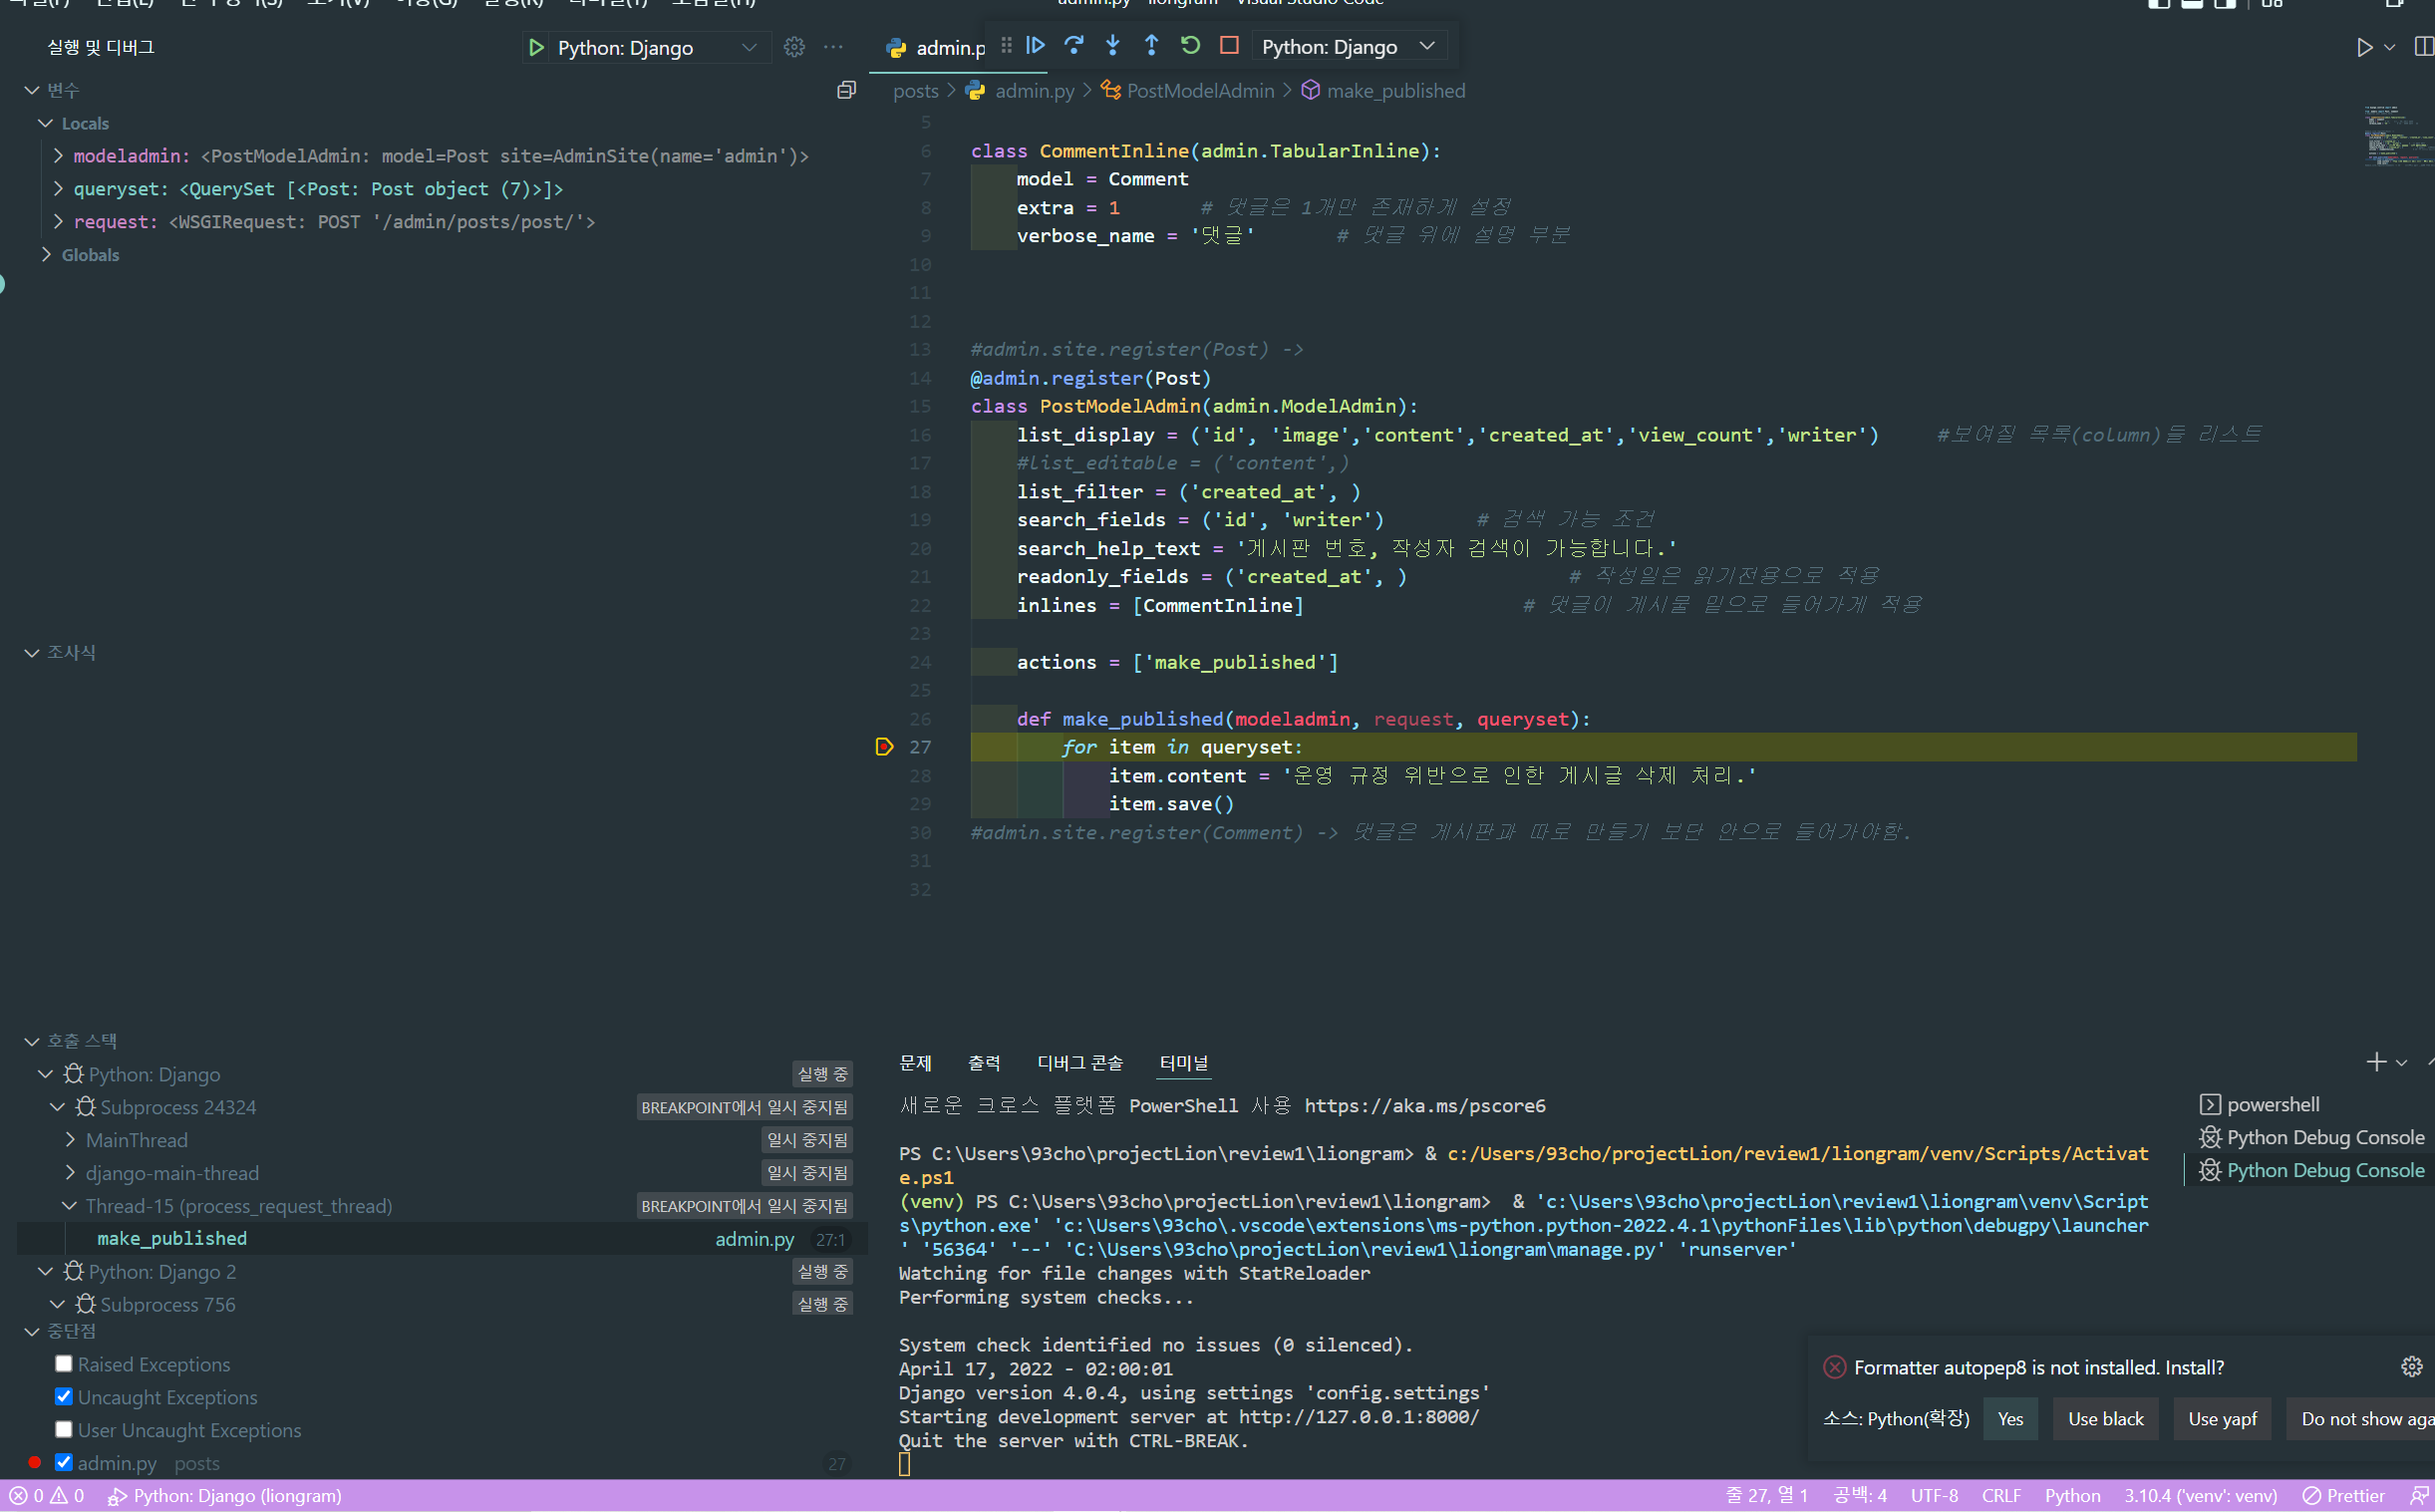 admin.py - liongram - Visual Studio Code
실행 및 디버그
Python: Django
변수
Locals
modeladmin: <PostModelAdmin: model=Post site=AdminSite(name='admin')>
queryset: <QuerySet [<Post: Post object (7)>]>
request: <WSGIRequest: POST '/admin/posts/post/'>
Globals
조사식
호출 스택
Python: Django 실행 중
Subprocess 24324 BREAKPOINT에서 일시 중지됨
MainThread 일시 중지됨
django-main-thread 일시 중지됨
Thread-15 (process_request_thread) BREAKPOINT에서 일시 중지됨
make_published admin.py 27:1
Python: Django 2 실행 중
Subprocess 756 실행 중
중단점
Raised Exceptions
Uncaught Exceptions
User Uncaught Exceptions
admin.py posts 27
admin.p
Python: Django
posts > admin.py > PostModelAdmin > make_published
5
6 class CommentInline(admin.TabularInline):
7 model = Comment
8 extra = 1 # 댓글은 1개만 존재하게 설정
9 verbose_name = '댓글' # 댓글 위에 설명 부분
10
11
12
13 #admin.site.register(Post) ->
14 @admin.register(Post)
15 class PostModelAdmin(admin.ModelAdmin):
16 list_display = ('id', 'image','content','created_at','view_count','writer') #보여질 목록(column)들 리스트
17 #list_editable = ('content',)
18 list_filter = ('created_at', )
19 search_fields = ('id', 'writer') # 검색 가능 조건
20 search_help_text = '게시판 번호, 작성자 검색이 가능합니다.'
21 readonly_fields = ('created_at', ) # 작성일은 읽기전용으로 적용
22 inlines = [CommentInline] # 댓글이 게시물 밑으로 들어가게 적용
23
24 actions = ['make_published']
25
26 def make_published(modeladmin, request, queryset):
27 for item in queryset:
28 item.content = '운영 규정 위반으로 인한 게시글 삭제 처리.'
29 item.save()
30 #admin.site.register(Comment) -> 댓글은 게시판과 따로 만들기 보단 안으로 들어가야함.
31
32
문제 출력 디버그 콘솔 터미널
새로운 크로스 플랫폼 PowerShell 사용 https://aka.ms/pscore6
PS C:\Users\93cho\projectLion\review1\liongram> & c:/Users/93cho/projectLion/review1/liongram/venv/Scripts/Activat
e.ps1
(venv) PS C:\Users\93cho\projectLion\review1\liongram>  & 'c:\Users\93cho\projectLion\review1\liongram\venv\Script
s\python.exe' 'c:\Users\93cho\.vscode\extensions\ms-python.python-2022.4.1\pythonFiles\lib\python\debugpy\launcher
' '56364' '--' 'C:\Users\93cho\projectLion\review1\liongram\manage.py' 'runserver'
Watching for file changes with StatReloader
Performing system checks...
System check identified no issues (0 silenced).
April 17, 2022 - 02:00:01
Django version 4.0.4, using settings 'config.settings'
Starting development server at http://127.0.0.1:8000/
Quit the server with CTRL-BREAK.
powershell
Python Debug Console
Python Debug Console
Formatter autopep8 is not installed. Install?
소스: Python(확장) Yes Use black Use yapf Do not show aga
0 0 Python: Django (liongram) 줄 27, 열 1 공백: 4 UTF-8 CRLF Python 3.10.4 ('venv': venv) Prettier